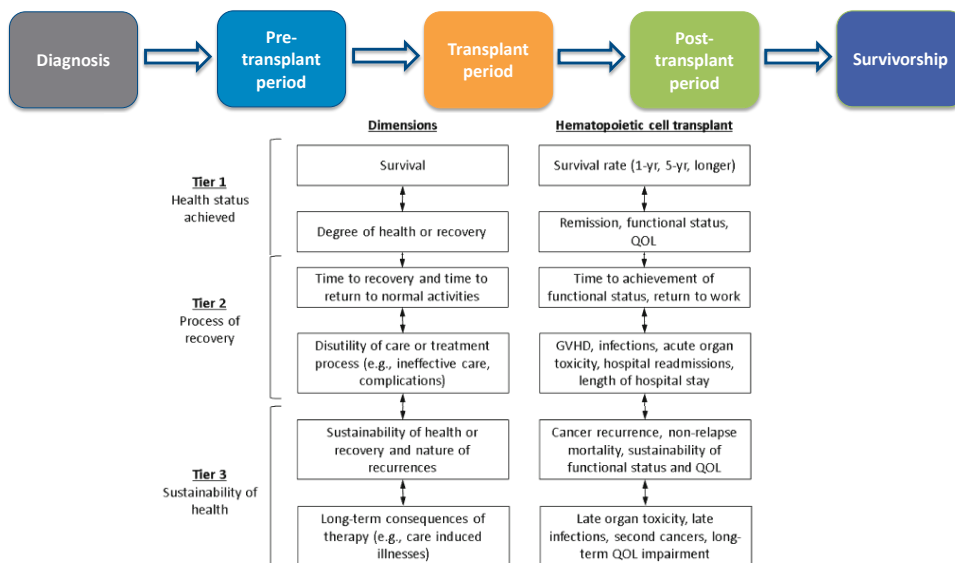 Diagnosis
Pre-
transplant
period
Transplant
period
Post-
transplant
period
Survivorship
Dimensions
Hematopoietic cell transplant
Tier 1
Health status
achieved
Survival
Survival rate (1-yr, 5-yr, longer)
Degree of health or recovery
Remission, functional status,
QOL
Tier 2
Process of
recovery
Time to recovery and time to
return to normal activities
Time to achievement of
functional status, return to work
Disutility of care or treatment
process (e.g., ineffective care,
complications)
GVHD, infections, acute organ
toxicity, hospital readmissions,
length of hospital stay
Tier 3
Sustainability of
health
Sustainability of health or
recovery and nature of
recurrences
Cancer recurrence, non-relapse
mortality, sustainability of
functional status and QOL
Long-term consequences of
therapy (e.g., care induced
illnesses)
Late organ toxicity, late
infections, second cancers, long-
term QOL impairment